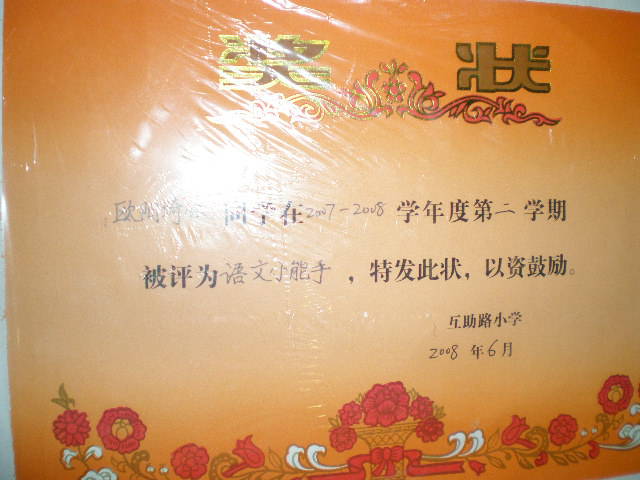 奖状
同学在2007-2008学年度第二学期
被评为语文小能手，特发此状，以资鼓励。
互助路小学
2008年6月